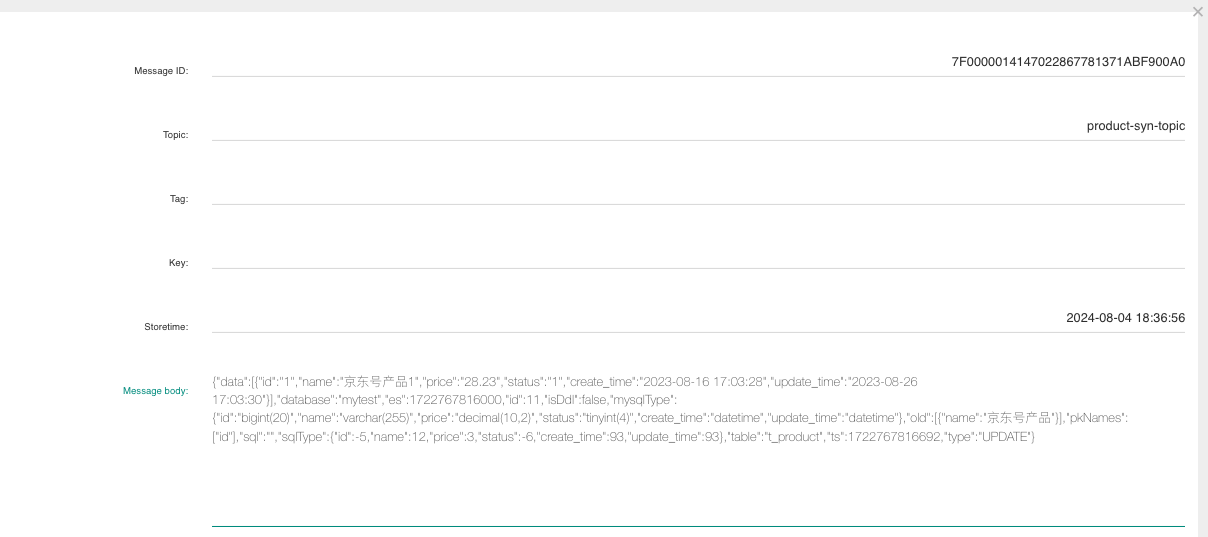 Message ID:
7F0000014147022867781371ABF900A0
Topic:
product-syn-topic
Tag:
Key:
Storetime:
2024-08-04 18:36:56
Message body:
{"data":[{"id":"1","name":"京东号产品1","price":"28.23","status":"1","create_time":"2023-08-16 17:03:28","update_time":"2023-08-26
17:03:30"}],"database":"mytest","es":1722767816000,"id":11,"isDdl":false,"mysqlType":
{"id":"bigint(20)","name":"varchar(255)","price":"decimal(10,2)","status":"tinyint(4)","create_time":"datetime","update_time":"datetime"},"old":[{"name":"京东号产品"}],"pkNames":
["id"],"sql":"","sqlType":{"id":-5,"name":12,"price":3,"status":-6,"create_time":93,"update_time":93},"table":"t_product","ts":1722767816692,"type":"UPDATE"}